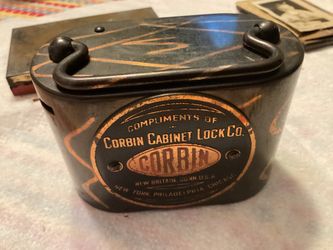 COMPLIMENTS OF
CORBIN CABINET LOCK CO.
CORBIN
NEW BRITAIN, CONN. U.S.A.
NEW YORK PHILADELPHIA CHICAGO